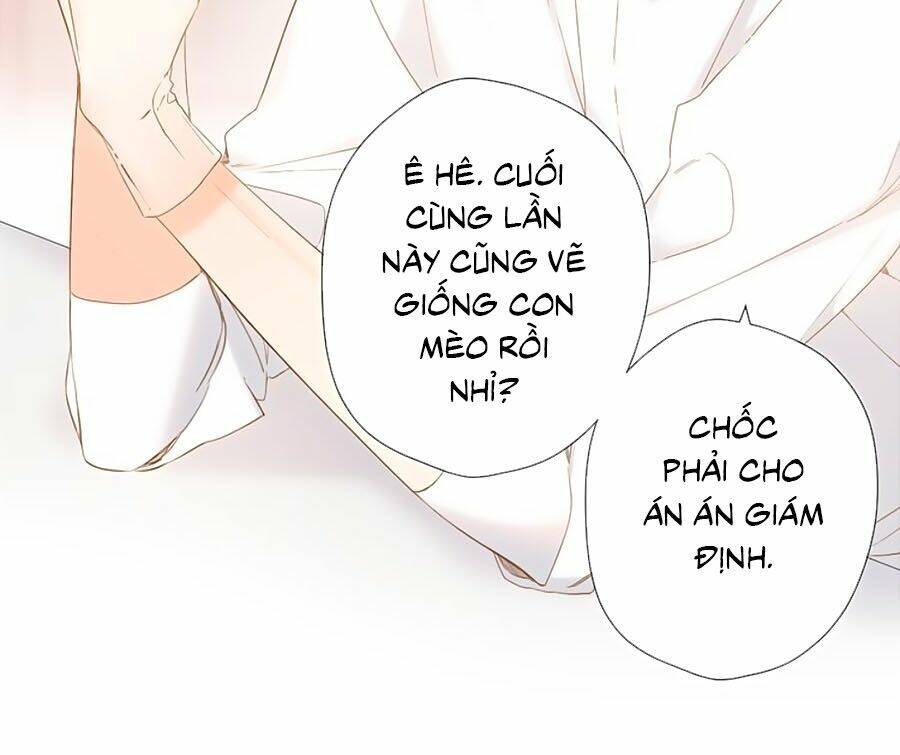 Ê HÊ. CUỐI
CÙNG LẦN
NÀY CŨNG VẼ
GIỐNG CON
MÈO RỒI
NHỈ?
CHỐC
PHẢI CHO
ÁN ÁN GIÁM
ĐỊNH.